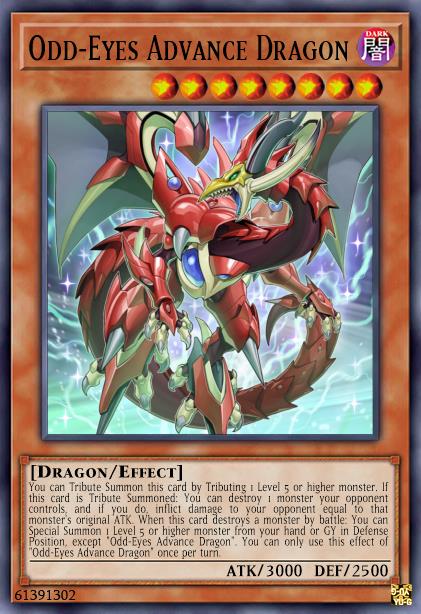 ODD-EYES ADVANCE DRAGON
DARK
闇
[DRAGON/EFFECT]
You can Tribute Summon this card by Tributing 1 Level 5 or higher monster. If
this card is Tribute Summoned: You can destroy 1 monster your opponent
controls, and if you do, inflict damage to your opponent equal to that
monster's original ATK. When this card destroys a monster by battle: You can
Special Summon 1 Level 5 or higher monster from your hand or GY in Defense
Position, except "Odd-Eyes Advance Dragon". You can only use this effect of
"Odd-Eyes Advance Dragon" once per turn.
ATK/3000 DEF/2500
61391302